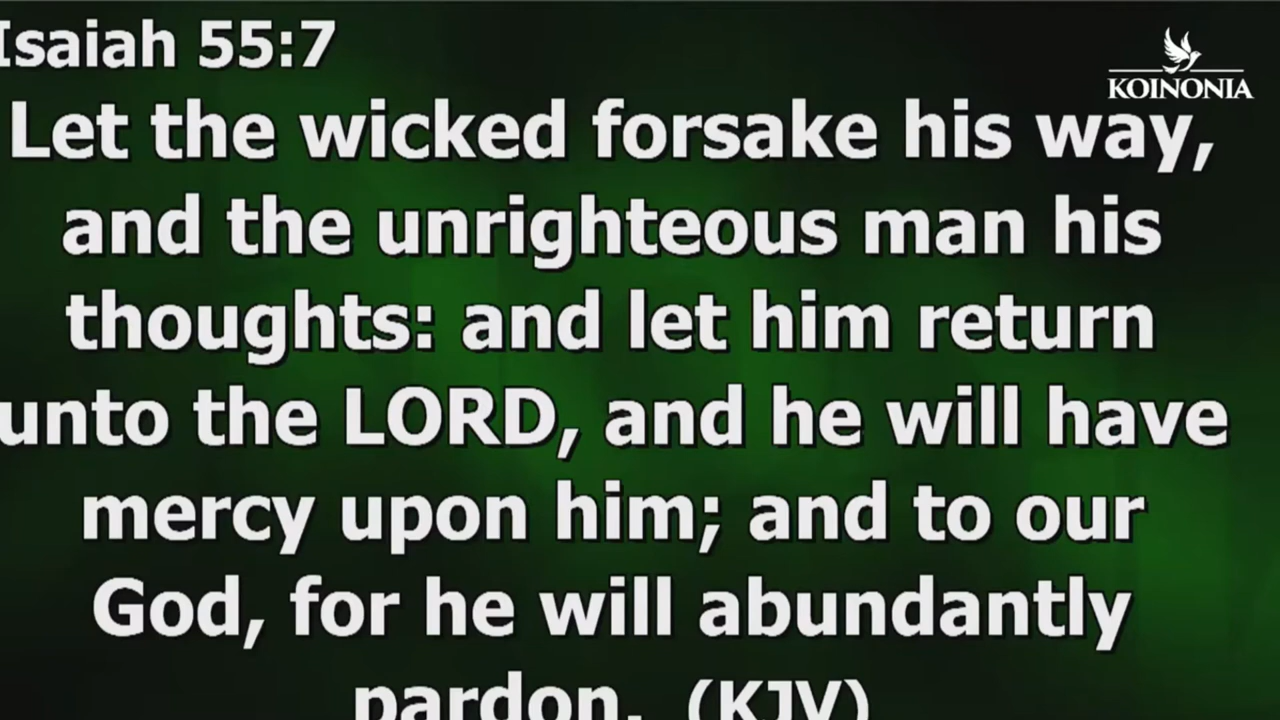 Isaiah 55:7
KOINONIA
Let the wicked forsake his way,
and the unrighteous man his
thoughts: and let him return
unto the LORD, and he will have
mercy upon him; and to our
God, for he will abundantly
pardon. (KJV)